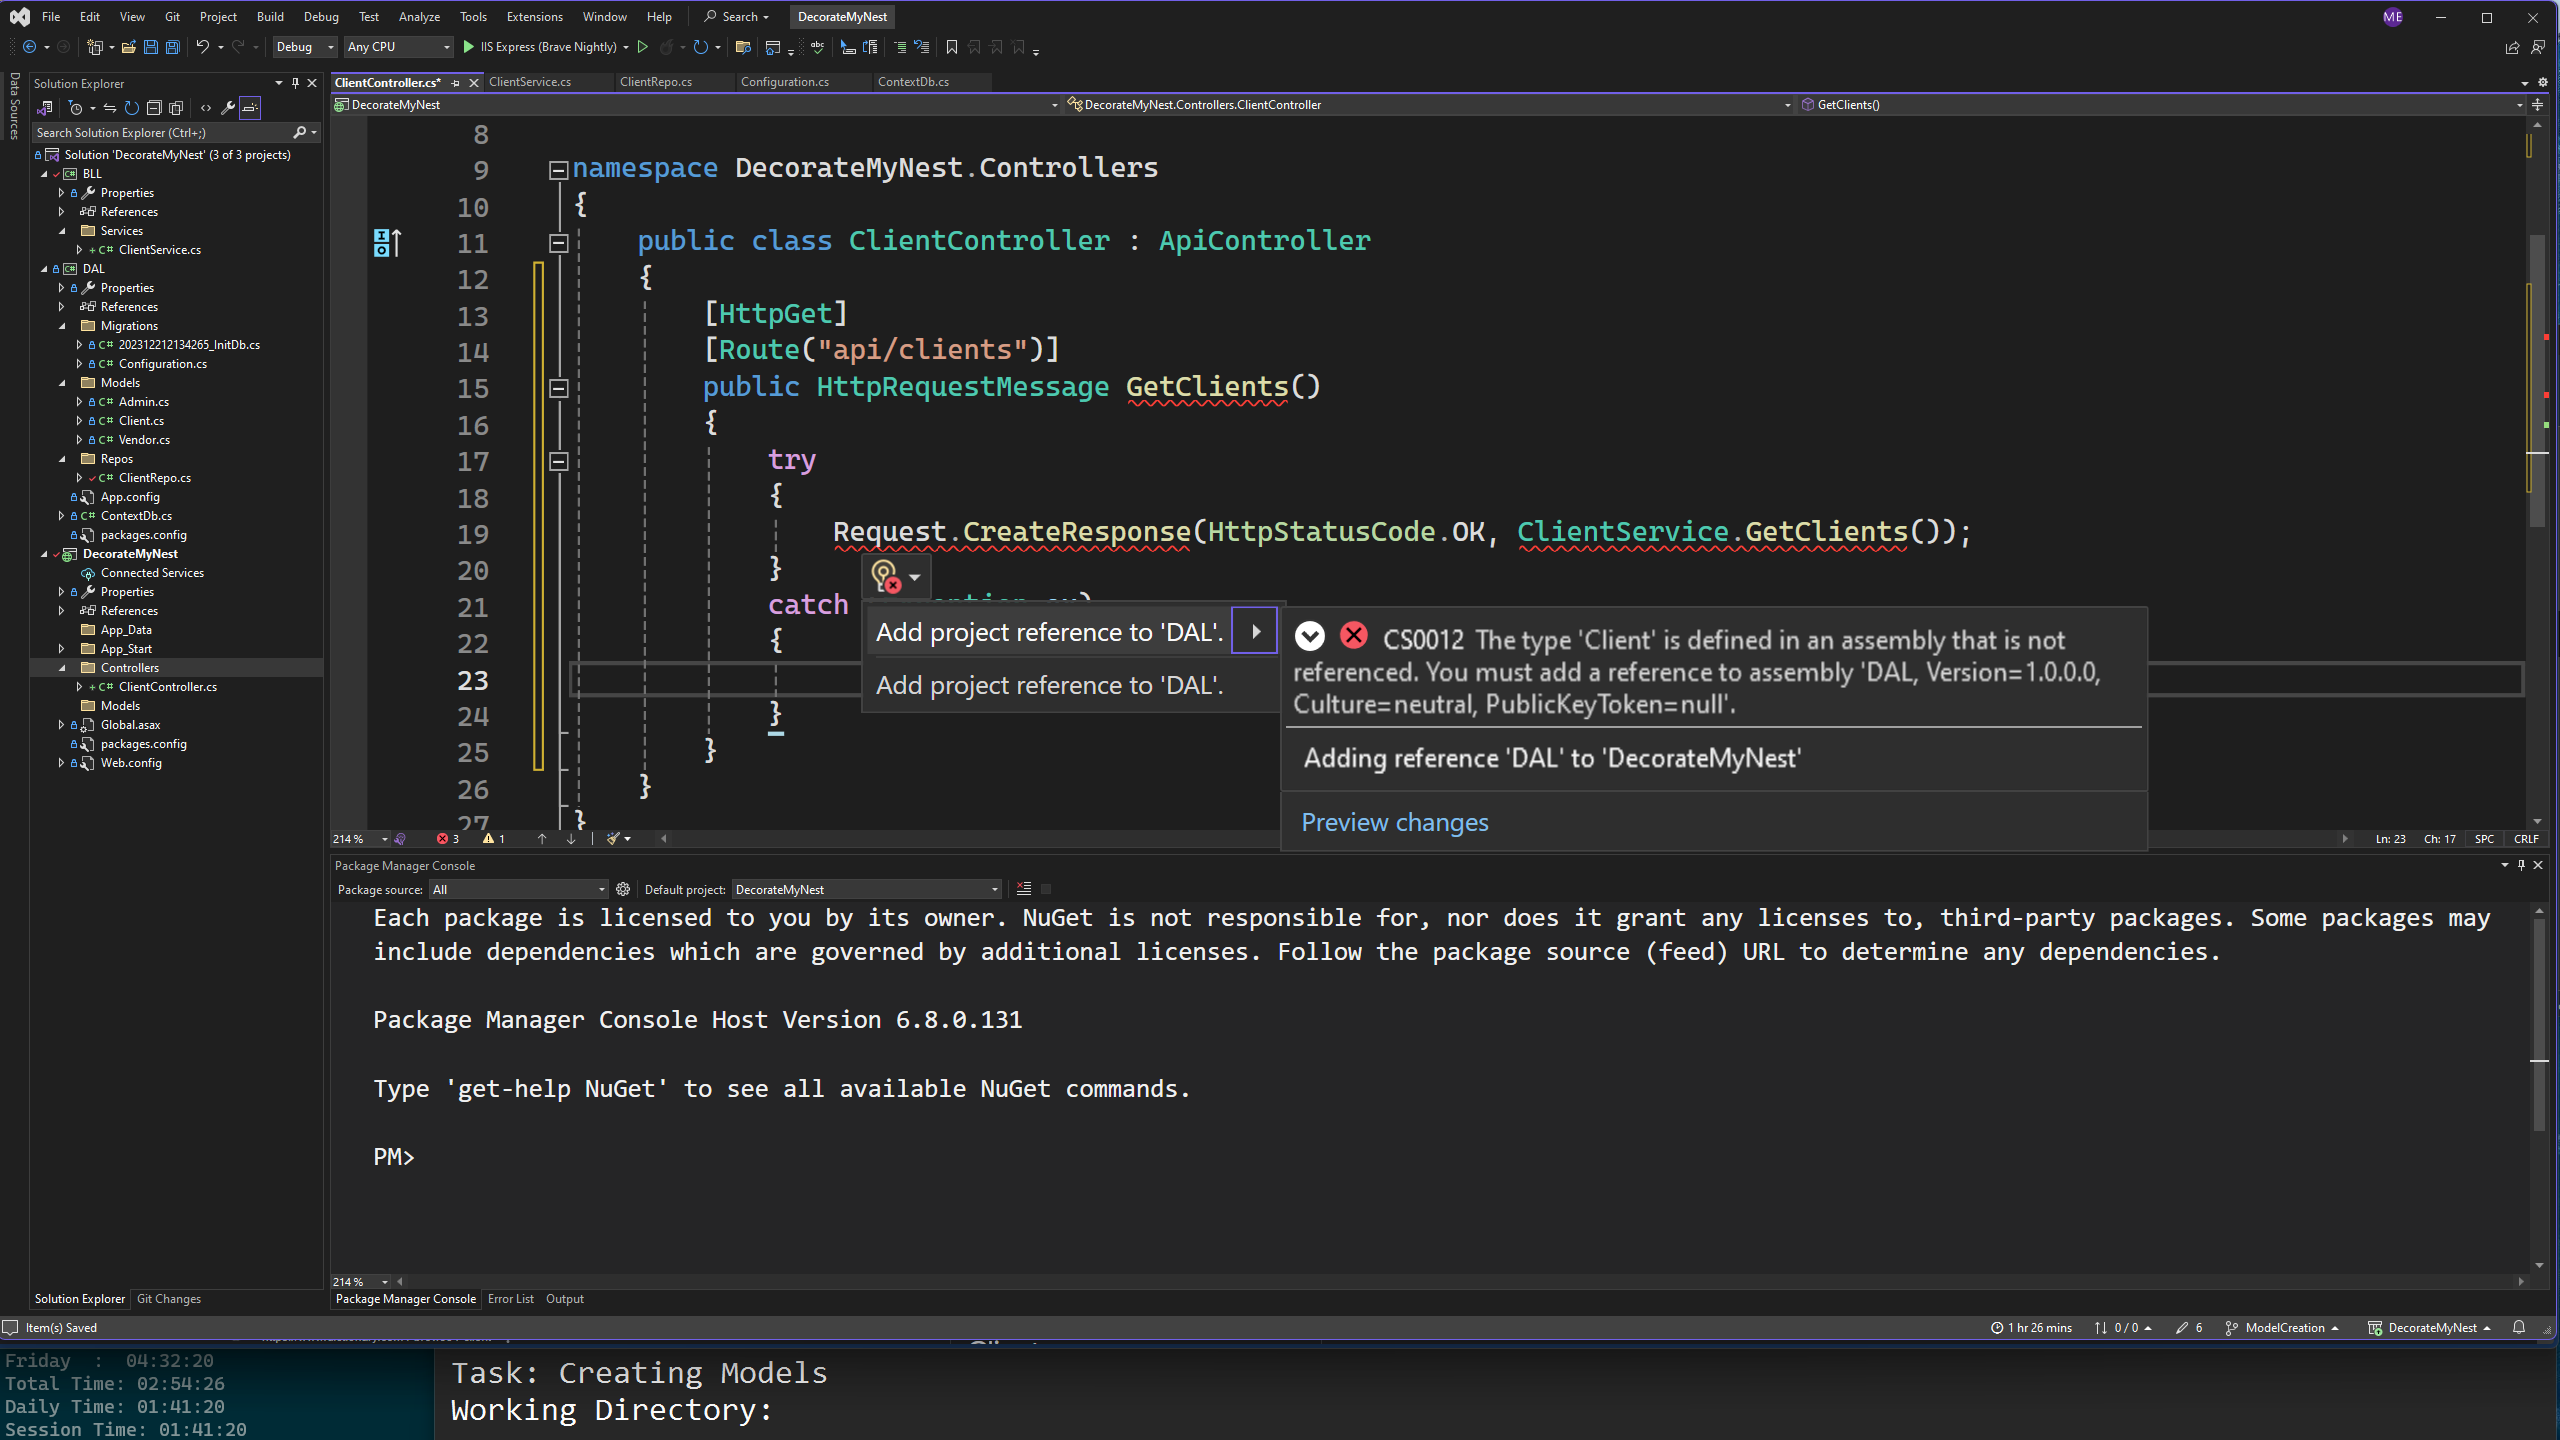 File Edit View Git Project Build Debug Test Analyze Tools Extensions Window Help Search DecorateMyNest ME
Debug Any CPU IIS Express (Brave Nightly)
Data Sources
Solution Explorer
Search Solution Explorer (Ctrl+;)
Solution 'DecorateMyNest' (3 of 3 projects)
BLL
Properties
References
Services
C# ClientService.cs
DAL
Properties
References
Migrations
C# 202312212134265_InitDb.cs
C# Configuration.cs
Models
C# Admin.cs
C# Client.cs
C# Vendor.cs
Repos
C# ClientRepo.cs
App.config
C# ContextDb.cs
packages.config
DecorateMyNest
Connected Services
Properties
References
App_Data
App_Start
Controllers
C# ClientController.cs
Models
Global.asax
packages.config
Web.config
Solution Explorer Git Changes
ClientController.cs* ClientService.cs ClientRepo.cs Configuration.cs ContextDb.cs
DecorateMyNest DecorateMyNest.Controllers.ClientController GetClients()
8
9 namespace DecorateMyNest.Controllers
10 {
11 public class ClientController : ApiController
12 {
13 [HttpGet]
14 [Route("api/clients")]
15 public HttpRequestMessage GetClients()
16 {
17 try
18 {
19 Request.CreateResponse(HttpStatusCode.OK, ClientService.GetClients());
20 }
21 catch
22 {
23
24 }
25 }
26 }
27 }
Add project reference to 'DAL'.
Add project reference to 'DAL'.
CS0012 The type 'Client' is defined in an assembly that is not
referenced. You must add a reference to assembly 'DAL, Version=1.0.0.0,
Culture=neutral, PublicKeyToken=null'.
Adding reference 'DAL' to 'DecorateMyNest'
Preview changes
214 % 3 1 Ln: 23 Ch: 17 SPC CRLF
Package Manager Console
Package source: All Default project: DecorateMyNest
Each package is licensed to you by its owner. NuGet is not responsible for, nor does it grant any licenses to, third-party packages. Some packages may
include dependencies which are governed by additional licenses. Follow the package source (feed) URL to determine any dependencies.
Package Manager Console Host Version 6.8.0.131
Type 'get-help NuGet' to see all available NuGet commands.
PM>
214 %
Package Manager Console Error List Output
Item(s) Saved 1 hr 26 mins 0 / 0 6 ModelCreation DecorateMyNest
Friday : 04:32:20
Total Time: 02:54:26
Daily Time: 01:41:20
Session Time: 01:41:20
Task: Creating Models
Working Directory: